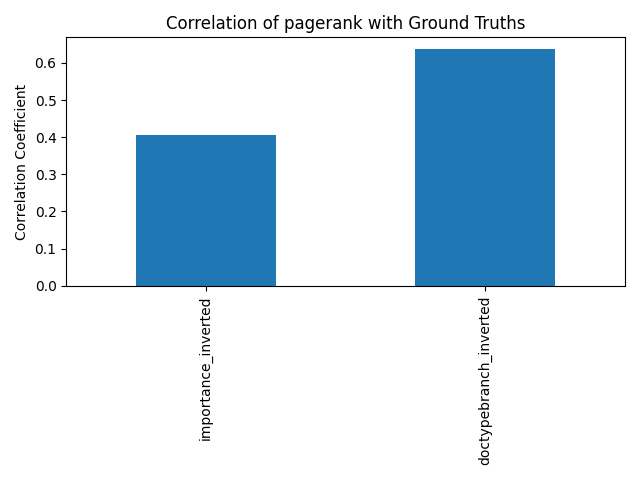 Correlation of pagerank with Ground Truths
Correlation Coefficient
0.6
0.5
0.4
0.3
0.2
0.1
0.0
importance_inverted
doctypebranch_inverted